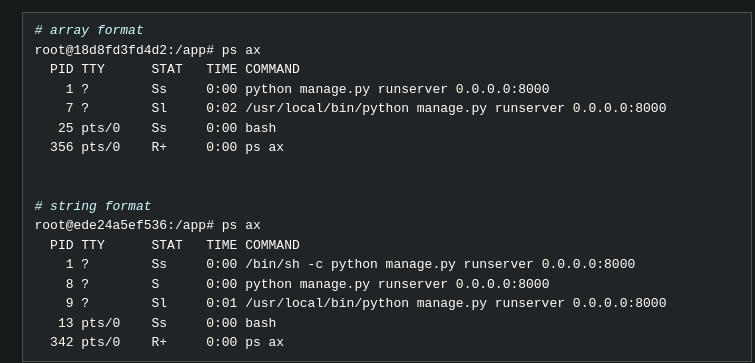 # array format
root@18d8fd3fd4d2:/app# ps ax
  PID TTY      STAT   TIME COMMAND
    1 ?        Ss     0:00 python manage.py runserver 0.0.0.0:8000
    7 ?        Sl     0:02 /usr/local/bin/python manage.py runserver 0.0.0.0:8000
   25 pts/0    Ss     0:00 bash
  356 pts/0    R+     0:00 ps ax
# string format
root@ede24a5ef536:/app# ps ax
  PID TTY      STAT   TIME COMMAND
    1 ?        Ss     0:00 /bin/sh -c python manage.py runserver 0.0.0.0:8000
    8 ?        S      0:00 python manage.py runserver 0.0.0.0:8000
    9 ?        Sl     0:01 /usr/local/bin/python manage.py runserver 0.0.0.0:8000
   13 pts/0    Ss     0:00 bash
  342 pts/0    R+     0:00 ps ax